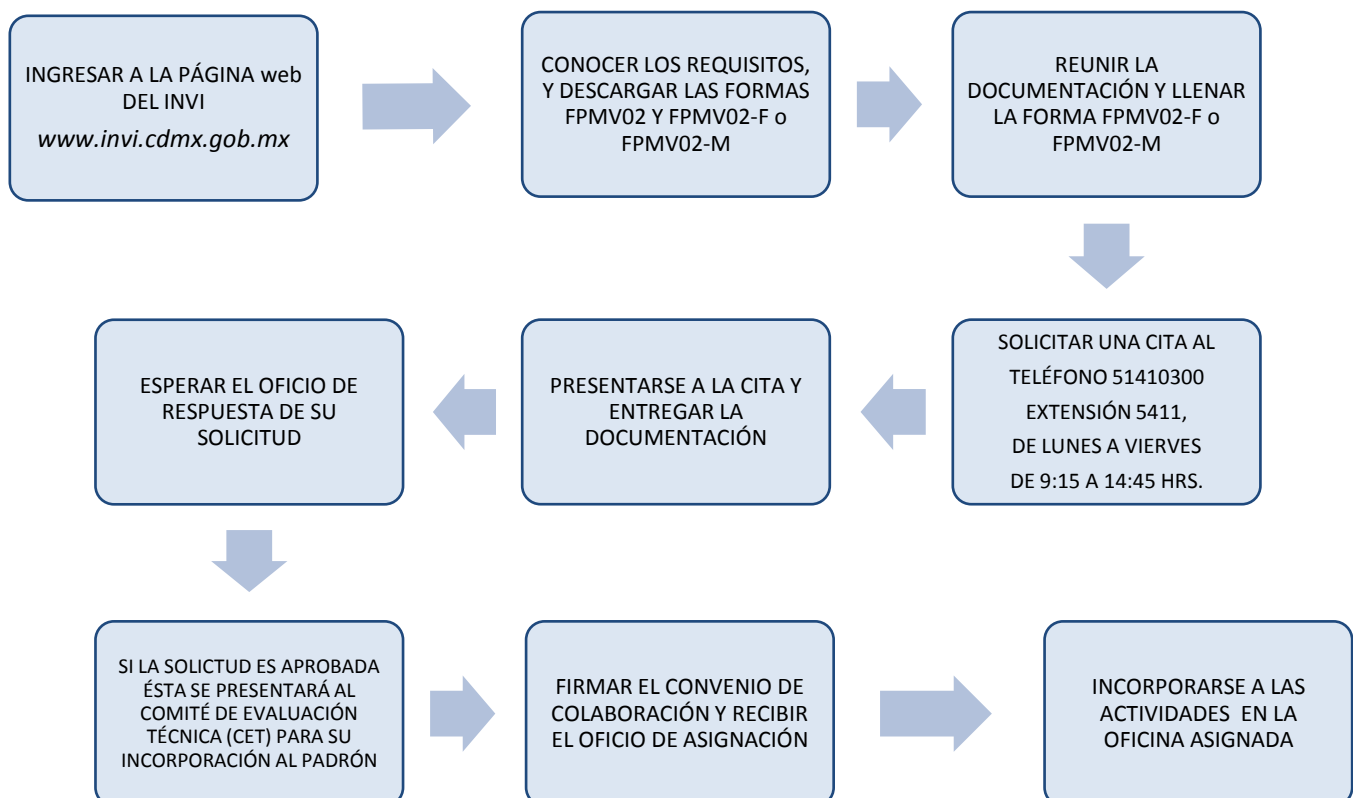 INGRESAR A LA PÁGINA web
DEL INVI
www.invi.cdmx.gob.mx
CONOCER LOS REQUISITOS,
Y DESCARGAR LAS FORMAS
FPMV02 Y FPMV02-F o
FPMV02-M
REUNIR LA
DOCUMENTACIÓN Y LLENAR
LA FORMA FPMV02-F o
FPMV02-M
SOLICITAR UNA CITA AL
TELÉFONO 51410300
EXTENSIÓN 5411,
DE LUNES A VIERVES
DE 9:15 A 14:45 HRS.
PRESENTARSE A LA CITA Y
ENTREGAR LA
DOCUMENTACIÓN
ESPERAR EL OFICIO DE
RESPUESTA DE SU
SOLICITUD
SI LA SOLICTUD ES APROBADA
ÉSTA SE PRESENTARÁ AL
COMITÉ DE EVALUACIÓN
TÉCNICA (CET) PARA SU
INCORPORACIÓN AL PADRÓN
FIRMAR EL CONVENIO DE
COLABORACIÓN Y RECIBIR
EL OFICIO DE ASIGNACIÓN
INCORPORARSE A LAS
ACTIVIDADES EN LA
OFICINA ASIGNADA